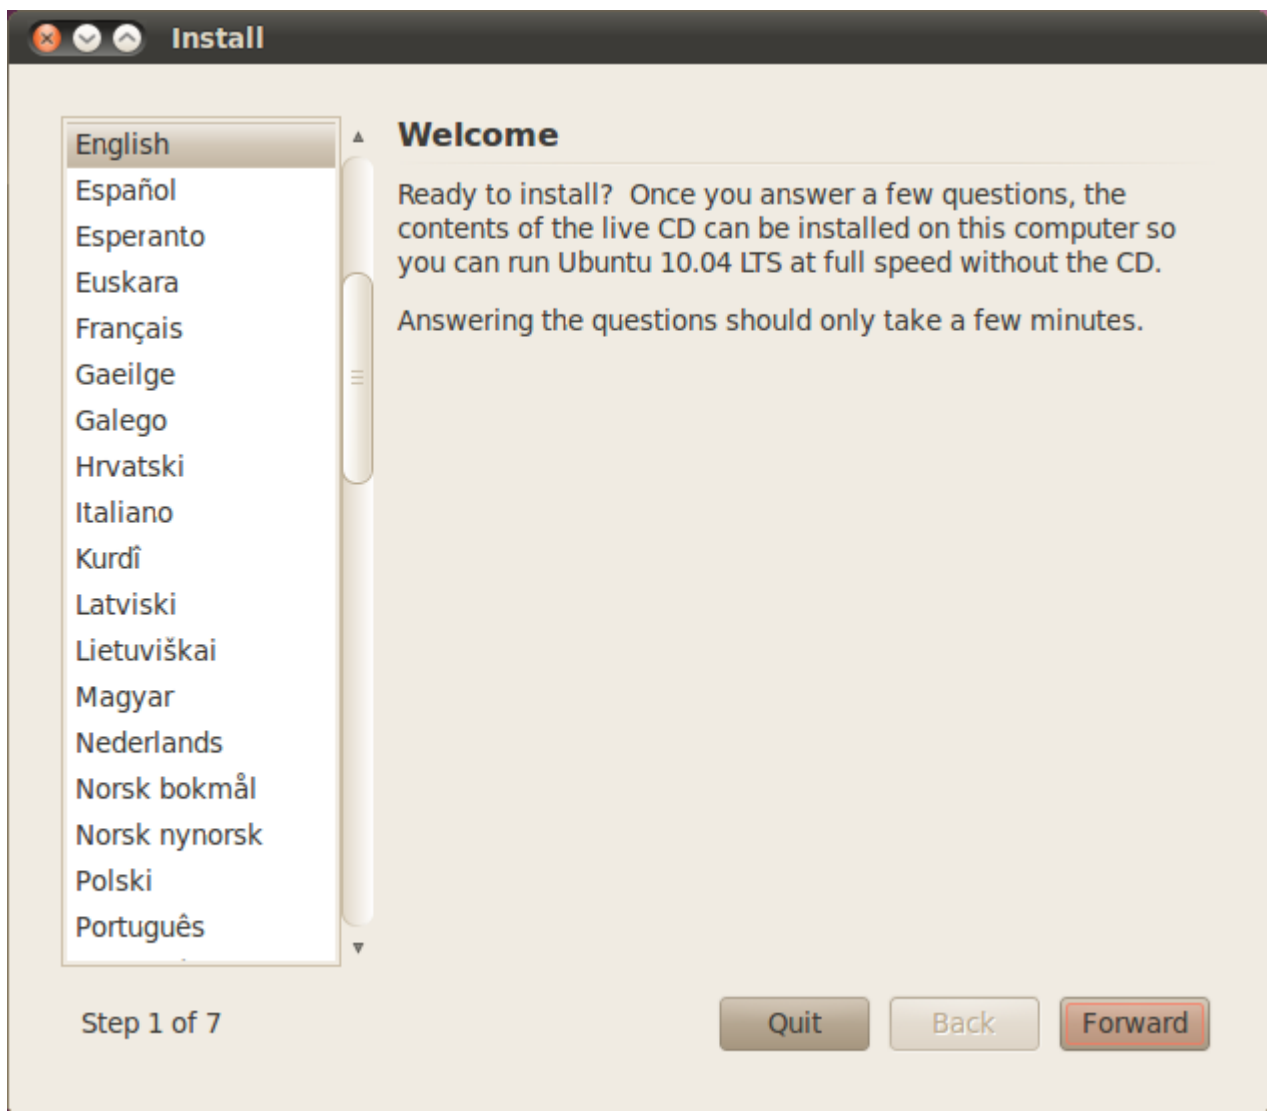 Install
English
Español
Esperanto
Euskara
Français
Gaeilge
Galego
Hrvatski
Italiano
Kurdî
Latviski
Lietuviškai
Magyar
Nederlands
Norsk bokmål
Norsk nynorsk
Polski
Português
Welcome
Ready to install?  Once you answer a few questions, the
contents of the live CD can be installed on this computer so
you can run Ubuntu 10.04 LTS at full speed without the CD.
Answering the questions should only take a few minutes.
Step 1 of 7
Quit
Back
Forward